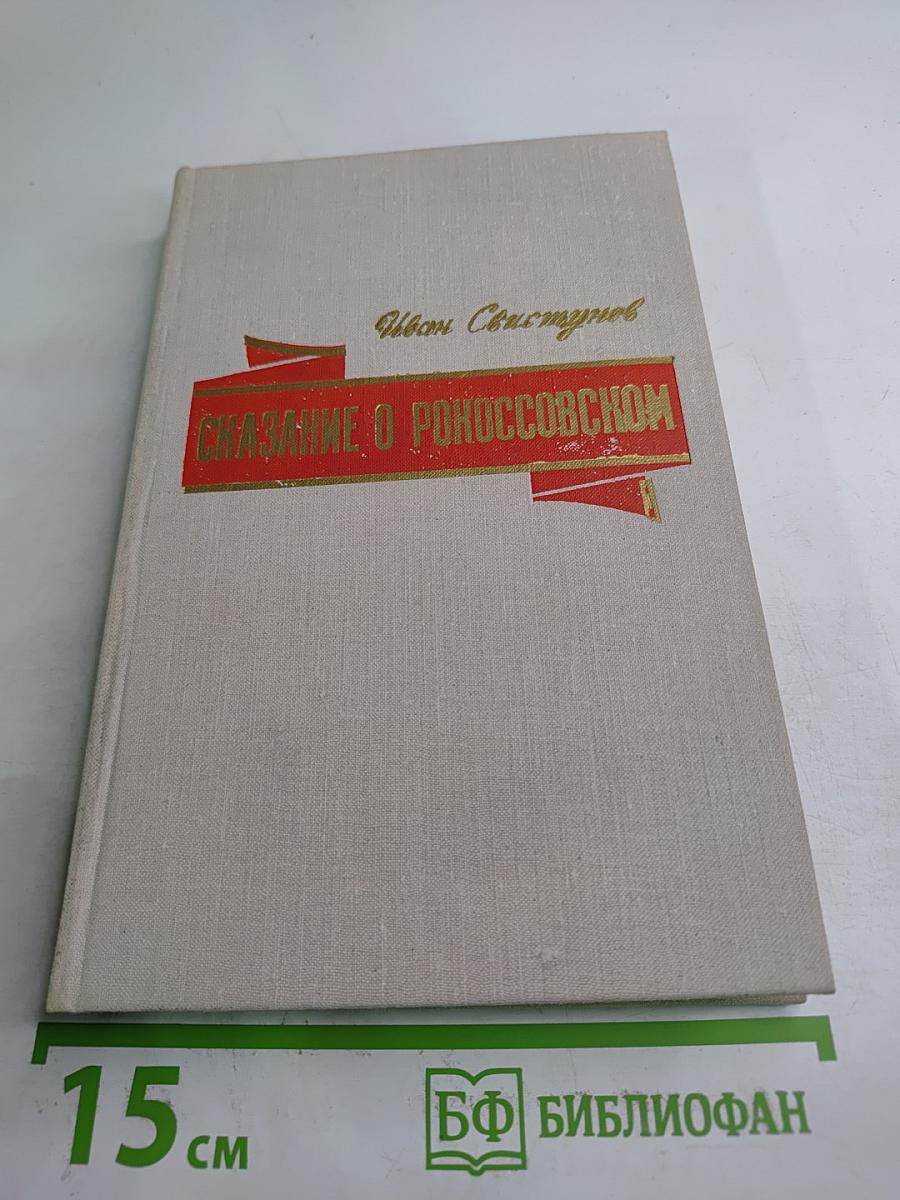 Иван Свистунов
СКАЗАНИЕ О РОКОССОВСКОМ
15 см
БФ БИБЛИОФАН